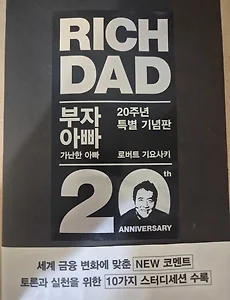 RICH
DAD
부자
아빠
가난한 아빠
20주년
특별 기념판
로버트 기요사키
20th
ANNIVERSARY
세계 금융 변화에 맞춘 NEW 코멘트
토론과 실천을 위한 10가지 스터디세션 수록